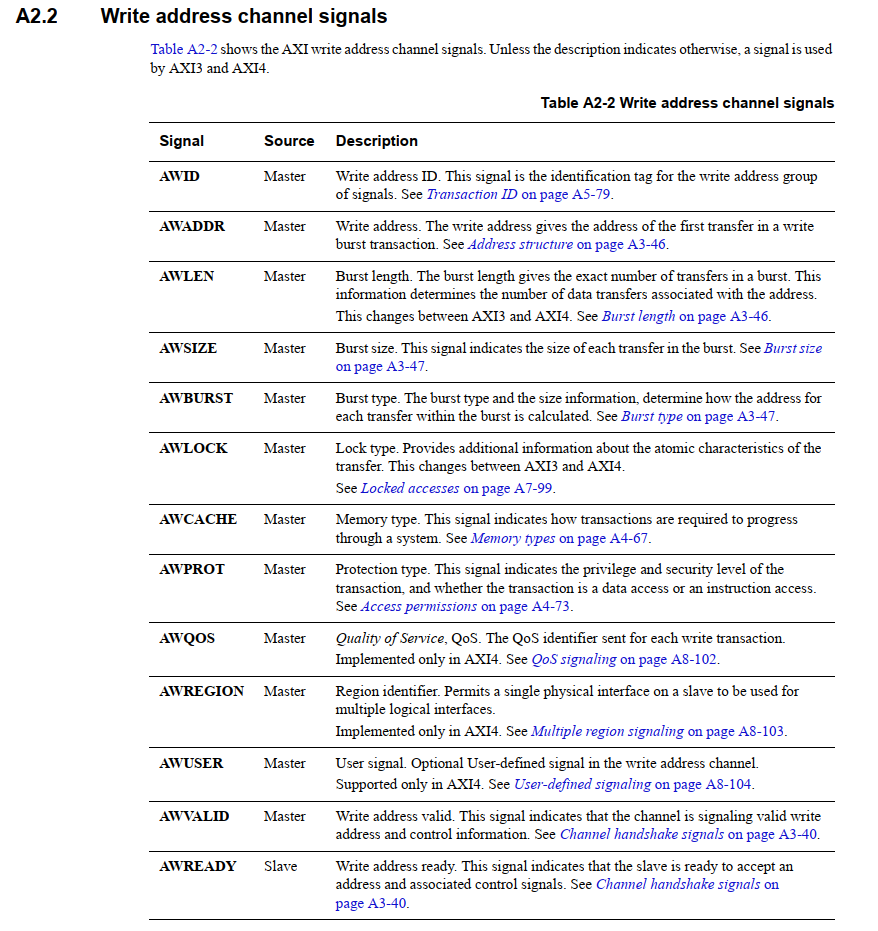 A2.2 Write address channel signals
Table A2-2 shows the AXI write address channel signals. Unless the description indicates otherwise, a signal is used
by AXI3 and AXI4.
Table A2-2 Write address channel signals
Signal Source Description
AWID Master Write address ID. This signal is the identification tag for the write address group
of signals. See Transaction ID on page A5-79.
AWADDR Master Write address. The write address gives the address of the first transfer in a write
burst transaction. See Address structure on page A3-46.
AWLEN Master Burst length. The burst length gives the exact number of transfers in a burst. This
information determines the number of data transfers associated with the address.
This changes between AXI3 and AXI4. See Burst length on page A3-46.
AWSIZE Master Burst size. This signal indicates the size of each transfer in the burst. See Burst size
on page A3-47.
AWBURST Master Burst type. The burst type and the size information, determine how the address for
each transfer within the burst is calculated. See Burst type on page A3-47.
AWLOCK Master Lock type. Provides additional information about the atomic characteristics of the
transfer. This changes between AXI3 and AXI4.
See Locked accesses on page A7-99.
AWCACHE Master Memory type. This signal indicates how transactions are required to progress
through a system. See Memory types on page A4-67.
AWPROT Master Protection type. This signal indicates the privilege and security level of the
transaction, and whether the transaction is a data access or an instruction access.
See Access permissions on page A4-73.
AWQOS Master Quality of Service, QoS. The QoS identifier sent for each write transaction.
Implemented only in AXI4. See QoS signaling on page A8-102.
AWREGION Master Region identifier. Permits a single physical interface on a slave to be used for
multiple logical interfaces.
Implemented only in AXI4. See Multiple region signaling on page A8-103.
AWUSER Master User signal. Optional User-defined signal in the write address channel.
Supported only in AXI4. See User-defined signaling on page A8-104.
AWVALID Master Write address valid. This signal indicates that the channel is signaling valid write
address and control information. See Channel handshake signals on page A3-40.
AWREADY Slave Write address ready. This signal indicates that the slave is ready to accept an
address and associated control signals. See Channel handshake signals on
page A3-40.